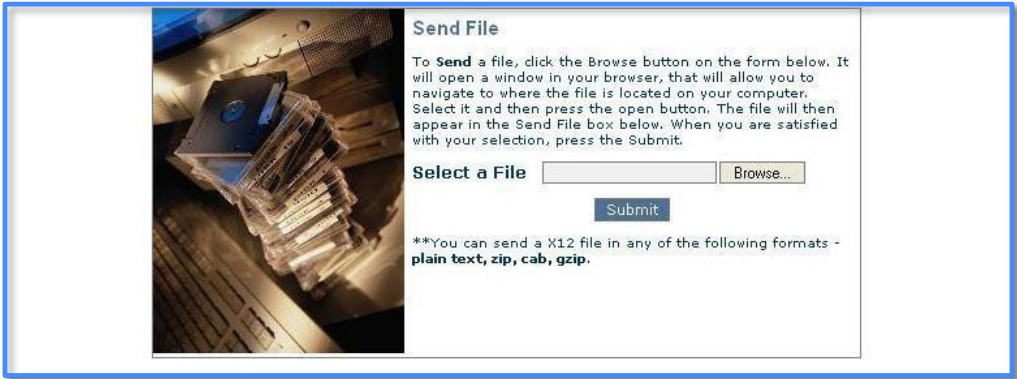 Send File
To Send a file, click the Browse button on the form below. It
will open a window in your browser, that will allow you to
navigate to where the file is located on your computer.
Select it and then press the open button. The file will then
appear in the Send File box below. When you are satisfied
with your selection, press the Submit.
Select a File Browse...
Submit
**You can send a X12 file in any of the following formats -
plain text, zip, cab, gzip.